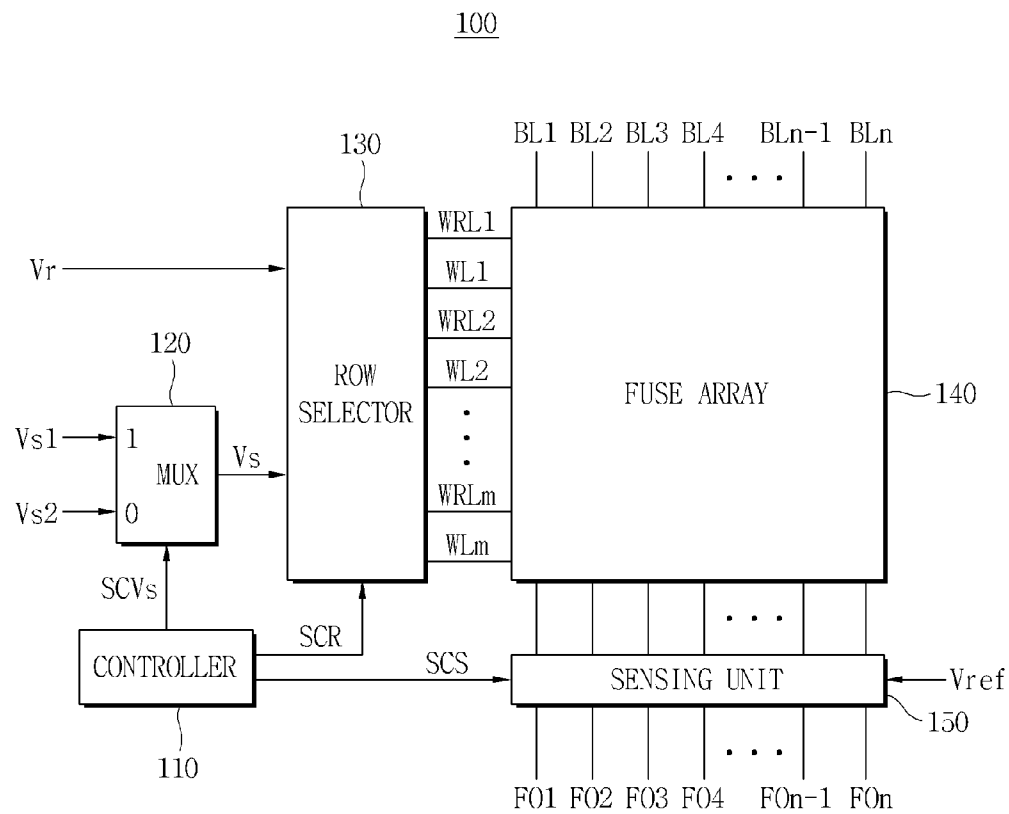 100
BL1 BL2 BL3 BL4 BLn-1 BLn
130
WRL1
Vr
WL1
WRL2
120
ROW
SELECTOR
WL2
FUSE ARRAY
140
Vs1
1
MUX
Vs
Vs2
0
WRLm
WLm
SCVs
CONTROLLER
SCR
SCS
SENSING UNIT
Vref
150
110
FO1 FO2 FO3 FO4 FOn-1 FOn